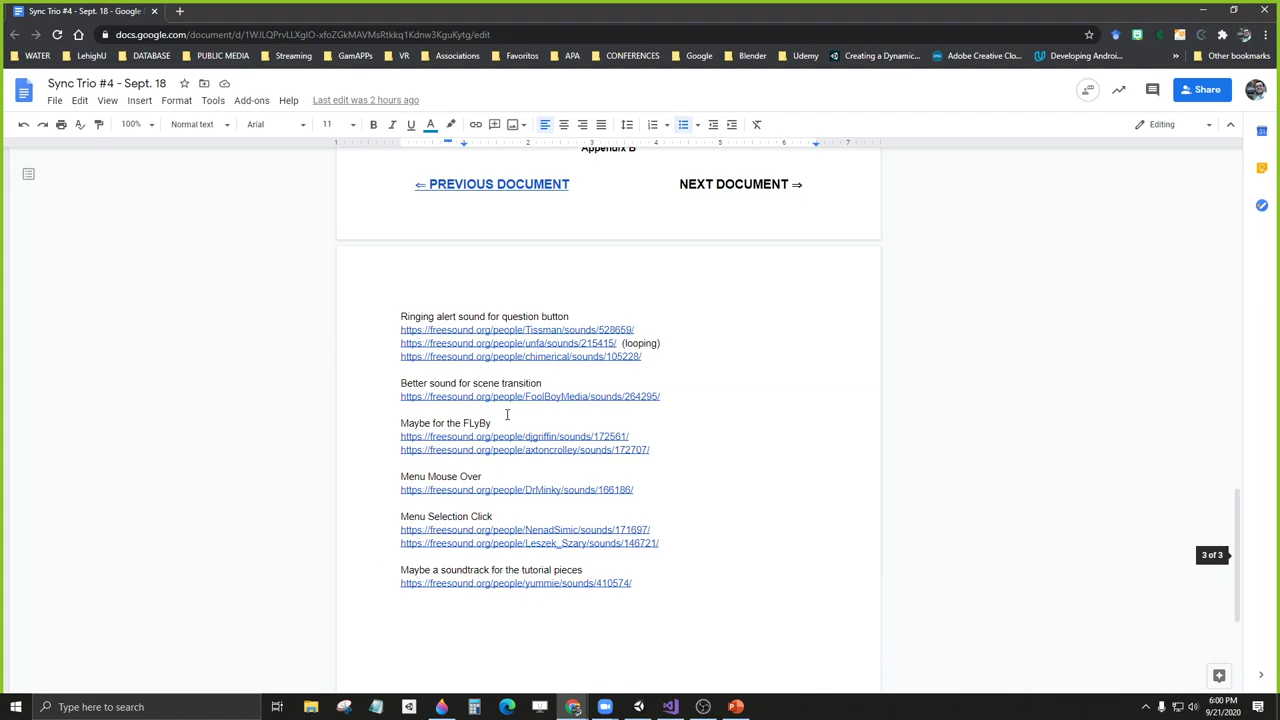 Sync Trio #4 - Sept. 18 - Google
docs.google.com/document/d/1WJLQPrvLLXglO-xfoZGkMAVMsRtkkq1Kdnw3KguKytg/edit
WATER LehighU DATABASE PUBLIC MEDIA Streaming GamAPPs VR Associations Favoritos APA CONFERENCES Google Blender Udemy Creating a Dynamic... Adobe Creative Clo... Developing Androi... » Other bookmarks
Sync Trio #4 - Sept. 18
File Edit View Insert Format Tools Add-ons Help Last edit was 2 hours ago
Share
100% Normal text Arial 11 Editing
1 2 3 4 5 6 7
Appendix B
⇐ PREVIOUS DOCUMENT NEXT DOCUMENT ⇒
Ringing alert sound for question button
https://freesound.org/people/Tissman/sounds/528659/
https://freesound.org/people/unfa/sounds/215415/ (looping)
https://freesound.org/people/chimerical/sounds/105228/
Better sound for scene transition
https://freesound.org/people/FoolBoyMedia/sounds/264295/
Maybe for the FLyBy
https://freesound.org/people/djgriffin/sounds/172561/
https://freesound.org/people/axtoncrolley/sounds/172707/
Menu Mouse Over
https://freesound.org/people/DrMinky/sounds/166186/
Menu Selection Click
https://freesound.org/people/NenadSimic/sounds/171697/
https://freesound.org/people/Leszek_Szary/sounds/146721/
3 of 3
Maybe a soundtrack for the tutorial pieces
https://freesound.org/people/yummie/sounds/410574/
Type here to search
6:00 PM
9/21/2020